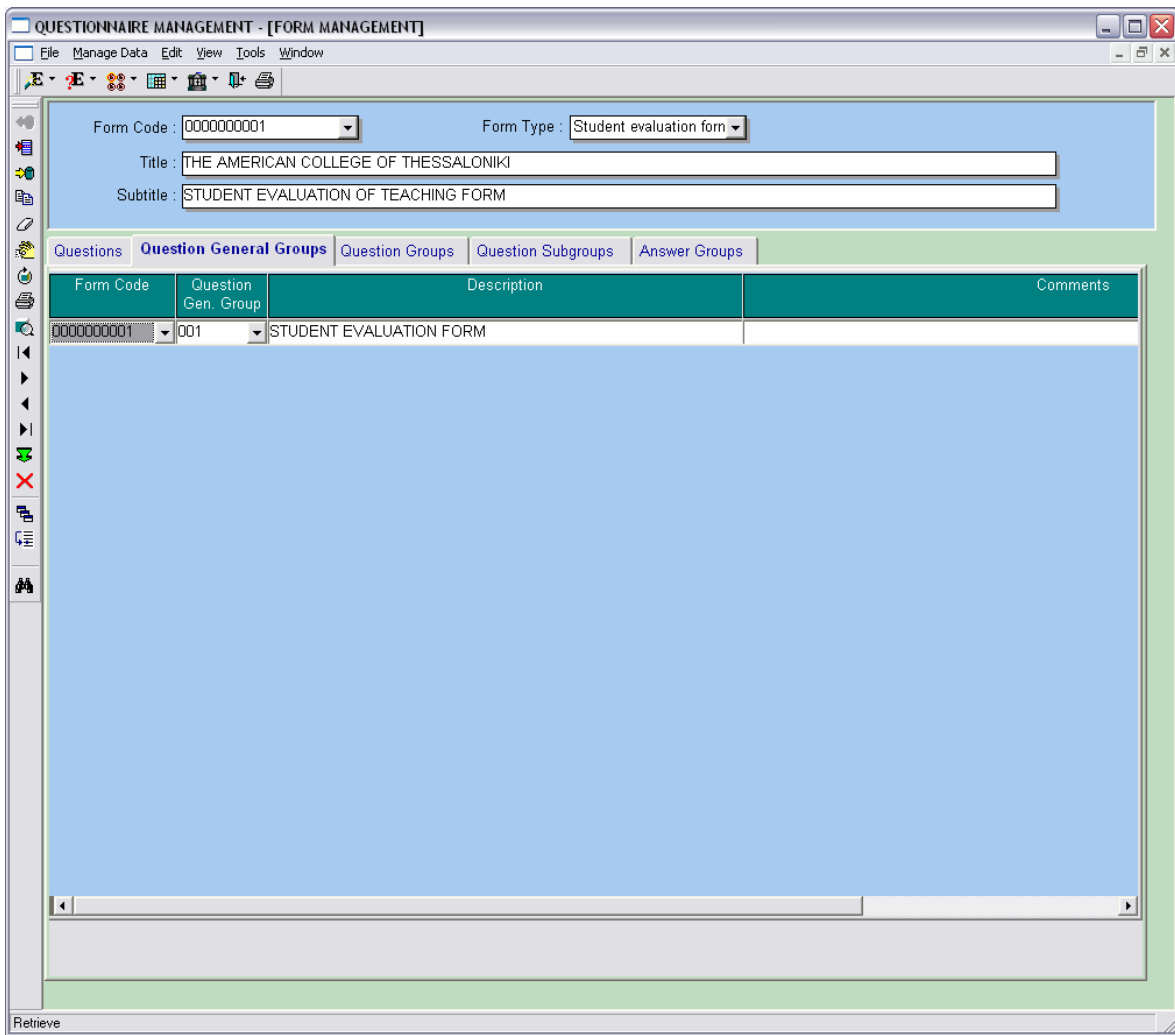 QUESTIONNAIRE MANAGEMENT - [FORM MANAGEMENT]
File Manage Data Edit View Tools Window
Form Code : 0000000001 Form Type : Student evaluation forn
Title : THE AMERICAN COLLEGE OF THESSALONIKI
Subtitle : STUDENT EVALUATION OF TEACHING FORM
Questions Question General Groups Question Groups Question Subgroups Answer Groups
Form Code Question Gen. Group Description Comments
0000000001 001 STUDENT EVALUATION FORM
Retrieve